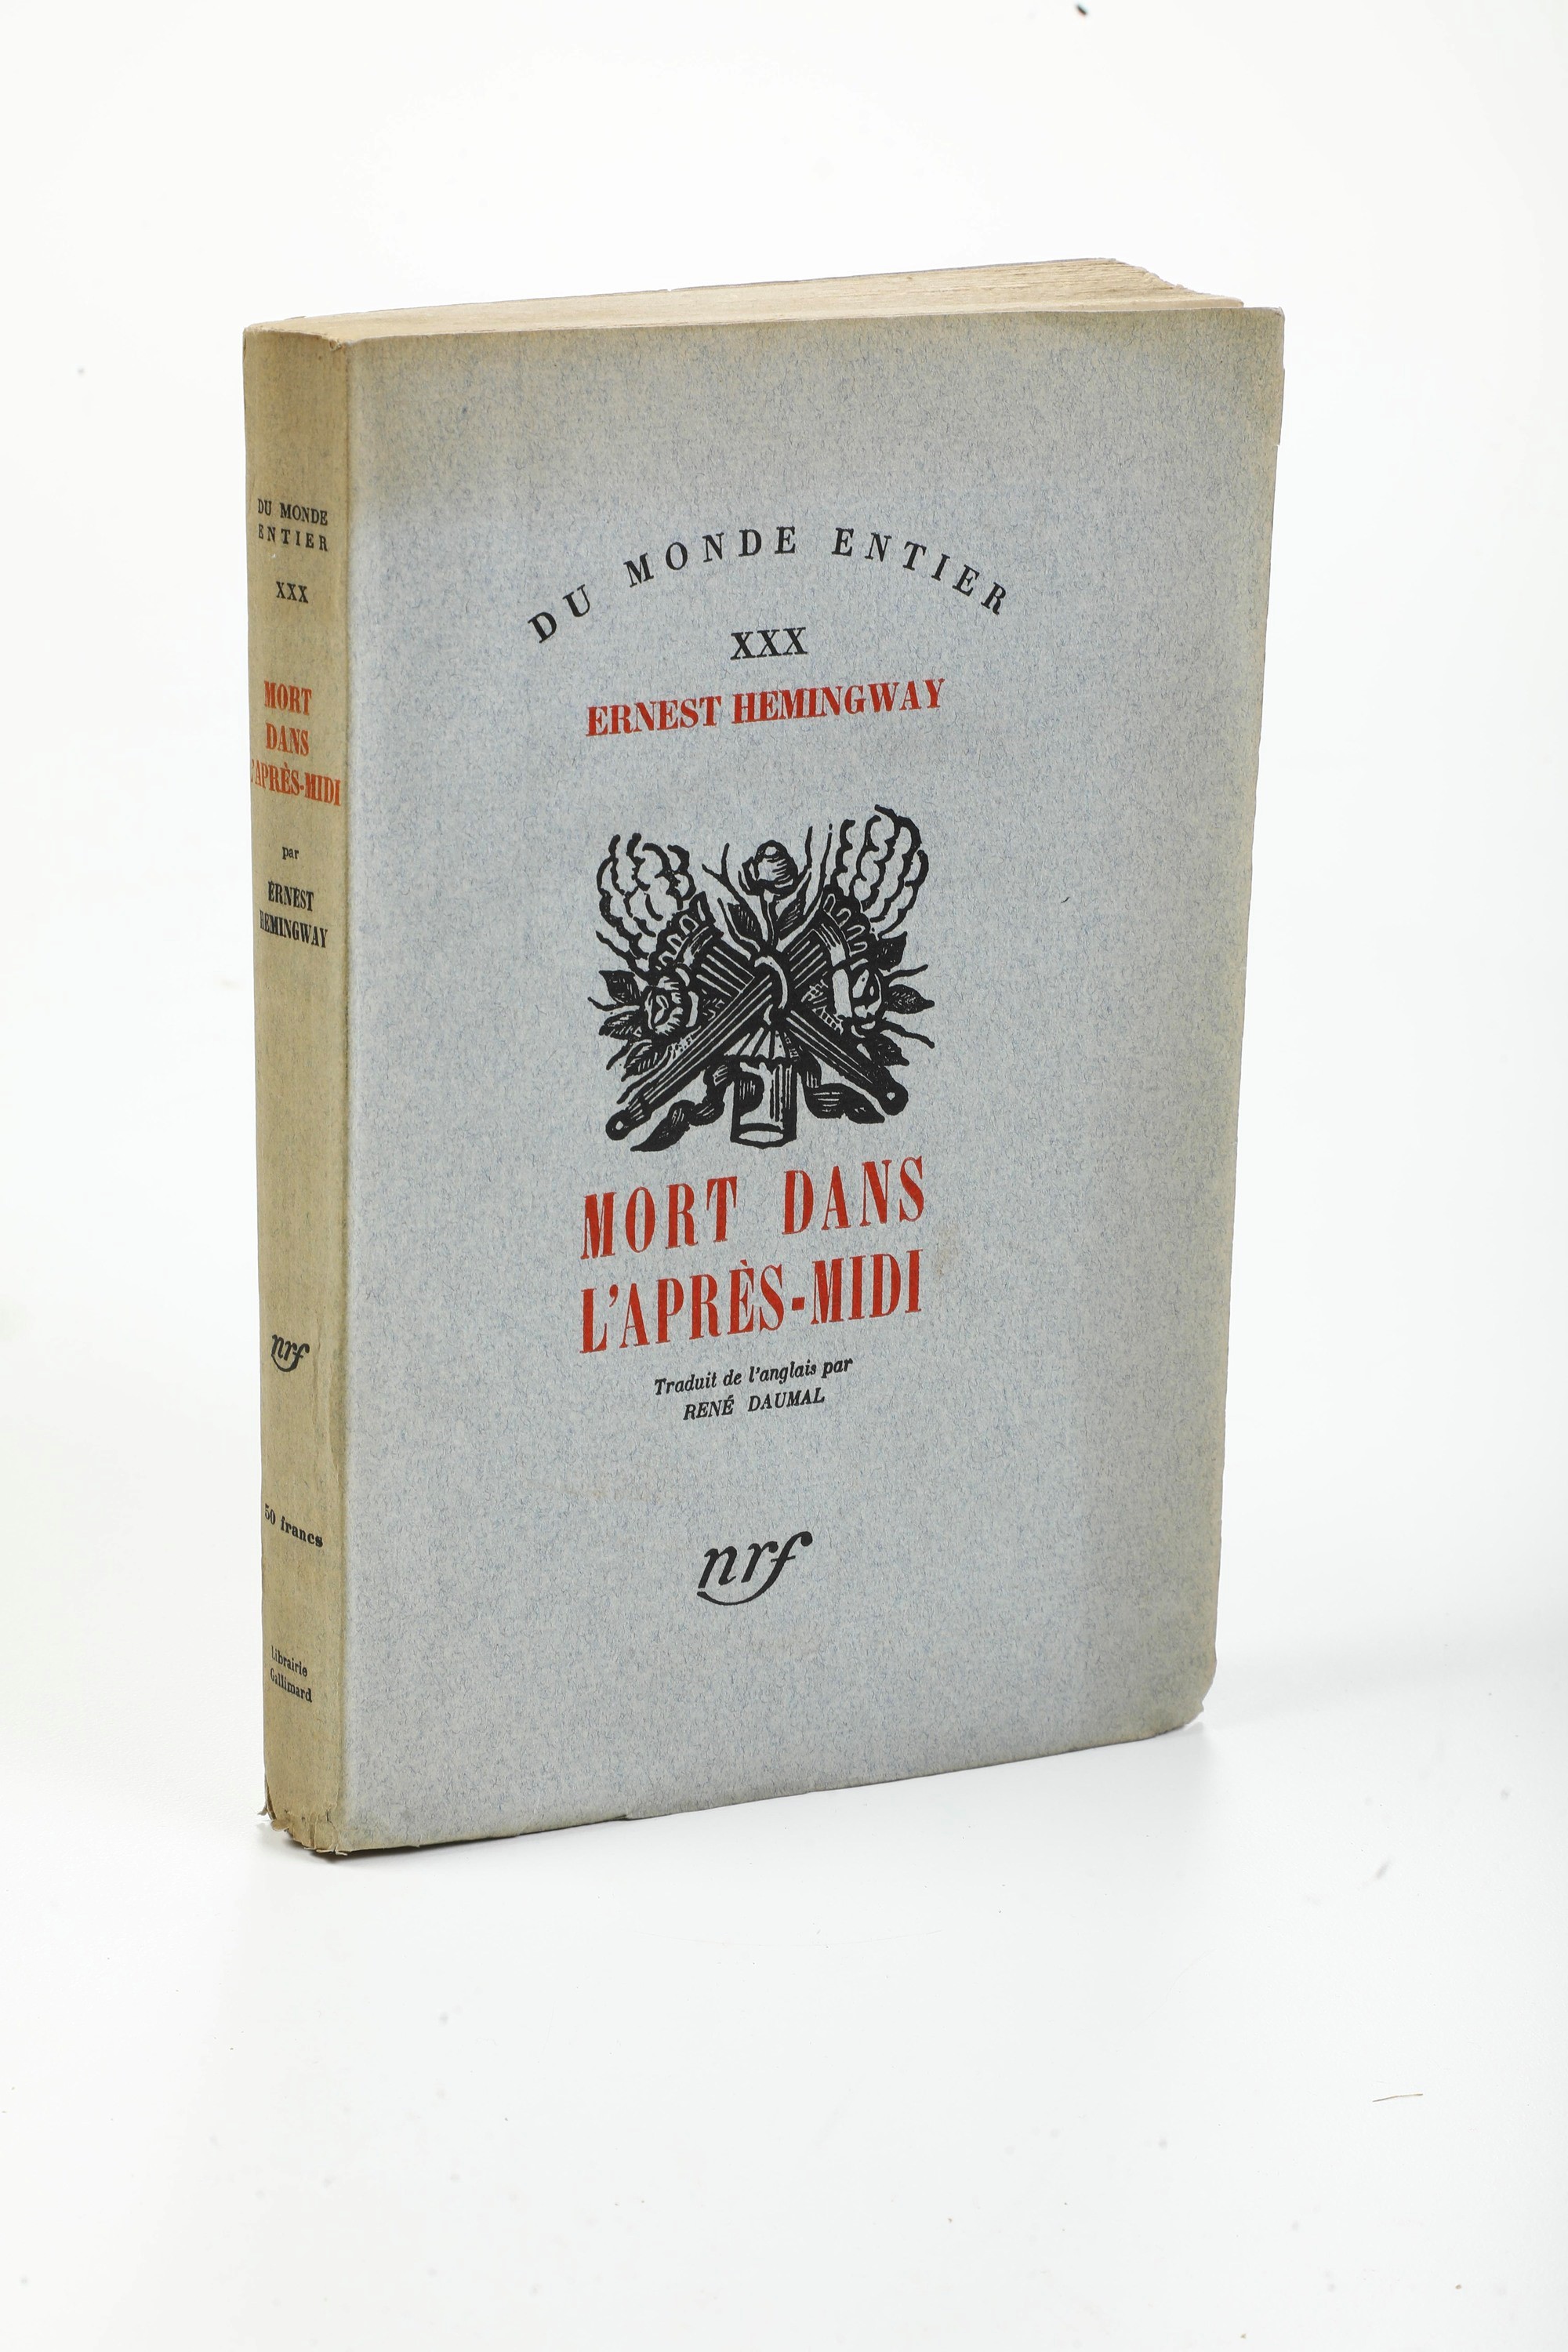 DU MONDE
ENTIER
XXX
MORT
DANS
L'APRÈS-MIDI
par
ERNEST
HEMINGWAY
nrf
50 francs
Librairie
Gallimard
DU MONDE ENTIER
XXX
ERNEST HEMINGWAY
MORT DANS
L'APRÈS-MIDI
Traduit de l'anglais par
RENÉ DAUMAL
nrf